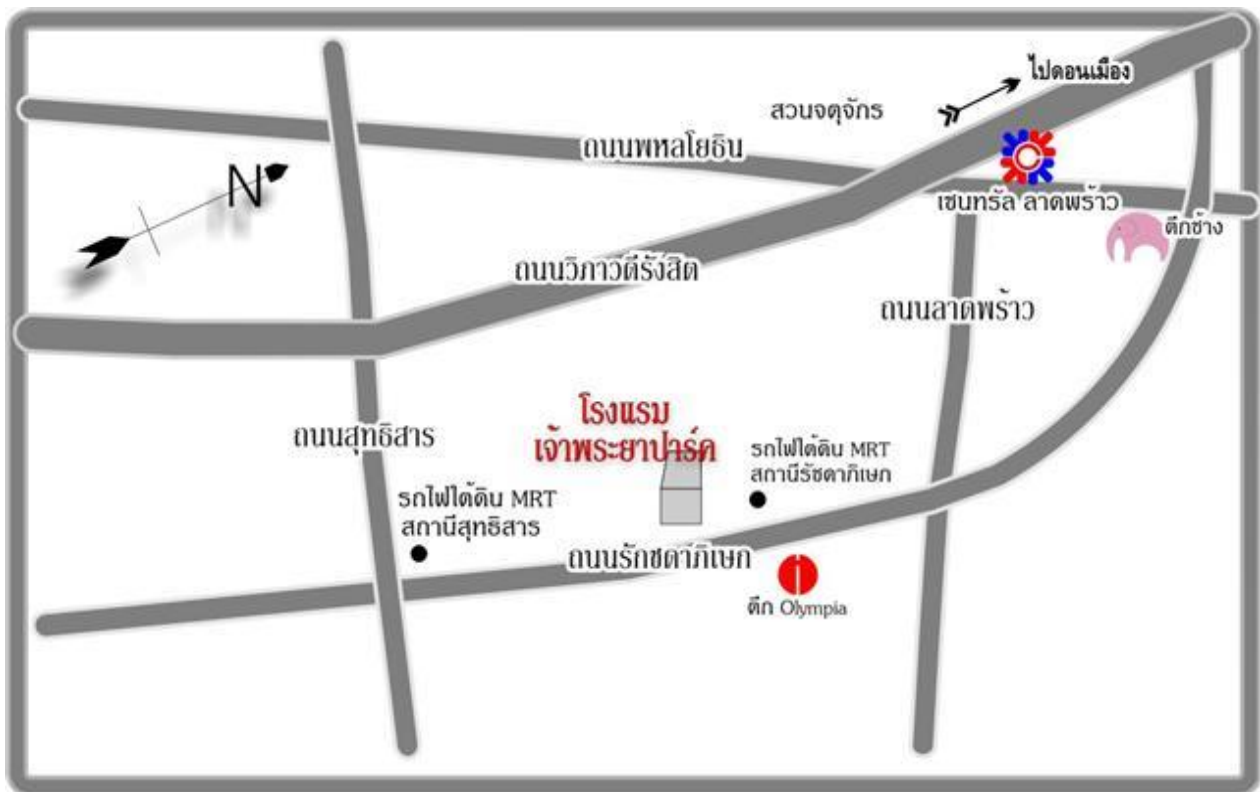 ไปดอนเมือง
สวนจตุจักร
ถนนพหลโยธิน
N
เซนทรัล ลาดพร้าว
ตึกช้าง
ถนนวิภาวดีรังสิต
ถนนลาดพร้าว
โรงแรม
เจ้าพระยาปาร์ค
ถนนสุทธิสาร
รถไฟใต้ดิน MRT
สถานีรัชดาภิเษก
รถไฟใต้ดิน MRT
สถานีสุทธิสาร
ถนนรักชดาภิเษก
ตึก Olympia